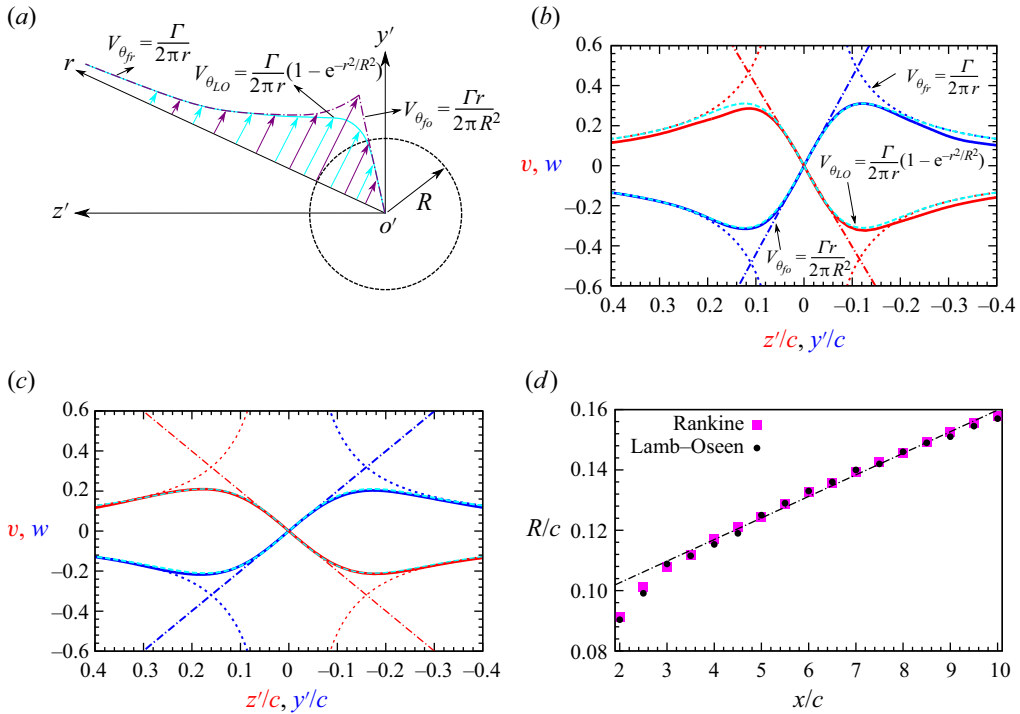 (a)
y′
V_θfr = Γ/2πr
r
V_θLO = Γ/2πr (1 – e^–r²/R²)
V_θfo = Γr/2πR²
z′
o′
R
(b)
0.6
0.4
0.2
0
–0.2
–0.4
–0.6
v, w
V_θfr = Γ/2πr
V_θLO = Γ/2πr (1 – e^–r²/R²)
V_θfo = Γr/2πR²
0.4 0.3 0.2 0.1 0 –0.1 –0.2 –0.3 –0.4
z′/c, y′/c
(c)
0.6
0.4
0.2
0
–0.2
–0.4
–0.6
v, w
0.4 0.3 0.2 0.1 0 –0.1 –0.2 –0.3 –0.4
z′/c, y′/c
(d)
0.16
0.14
0.12
0.10
0.08
R/c
Rankine
Lamb–Oseen
2 3 4 5 6 7 8 9 10
x/c